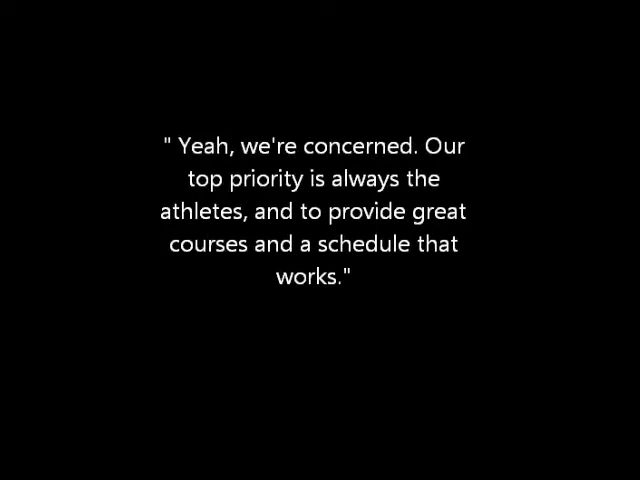 " Yeah, we're concerned. Our
top priority is always the
athletes, and to provide great
courses and a schedule that
works."